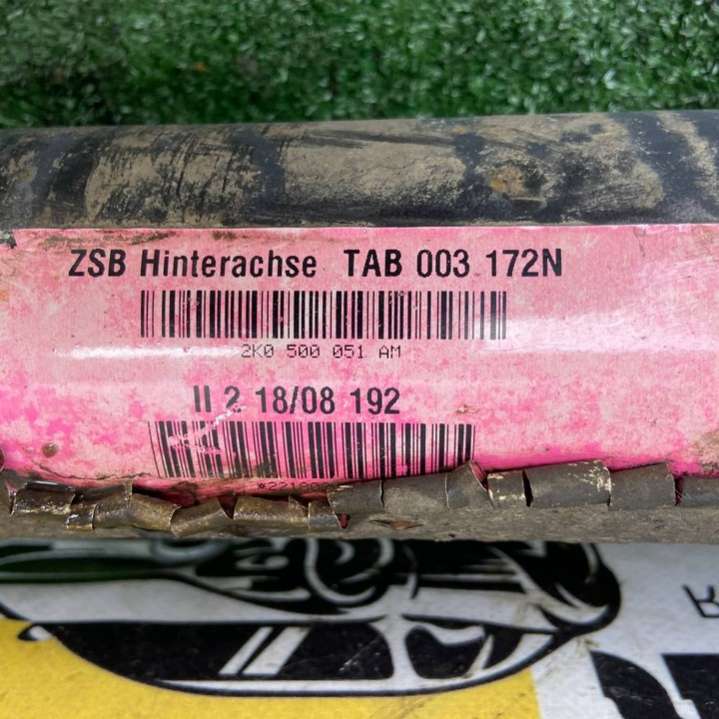 ZSB Hinterachse TAB 003 172N
2K0 500 051 AM
II 2 18/08 192